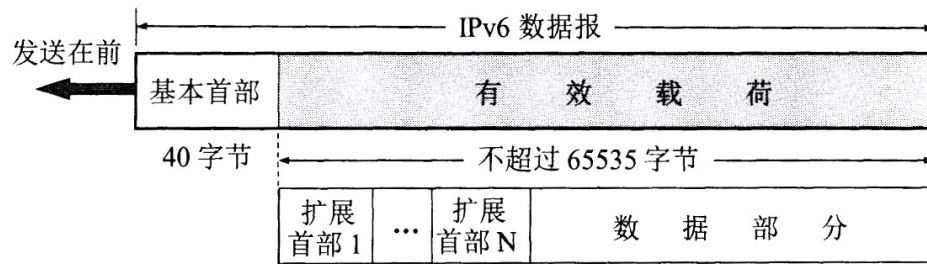 IPv6 数据报
发送在前
基本首部
有 效 载 荷
40 字节
不超过 65535 字节
扩展
首部 1
...
扩展
首部 N
数 据 部 分